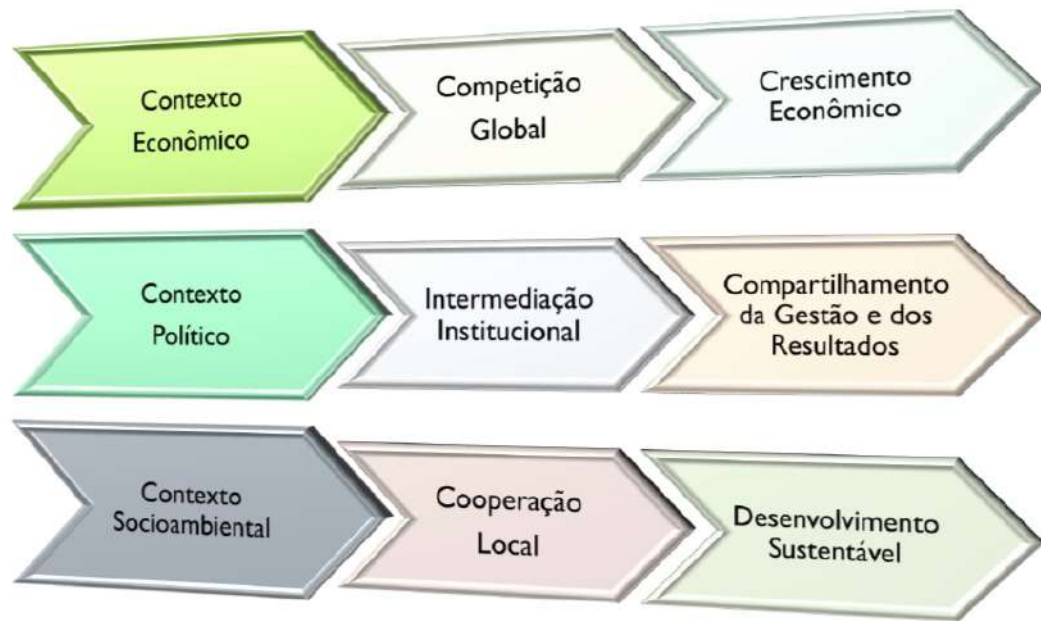 Contexto
Econômico
Competição
Global
Crescimento
Econômico
Contexto
Político
Intermediação
Institucional
Compartilhamento
da Gestão e dos
Resultados
Contexto
Socioambiental
Cooperação
Local
Desenvolvimento
Sustentável